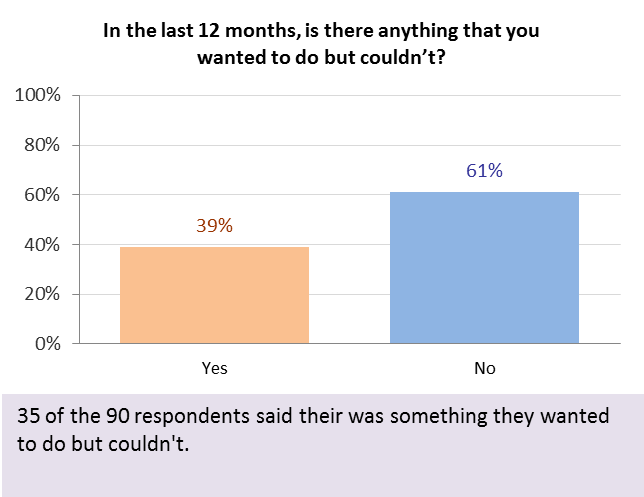 In the last 12 months, is there anything that you
wanted to do but couldn’t?
100%
80%
60%
40%
20%
0%
39%
61%
Yes
No
35 of the 90 respondents said their was something they wanted
to do but couldn't.